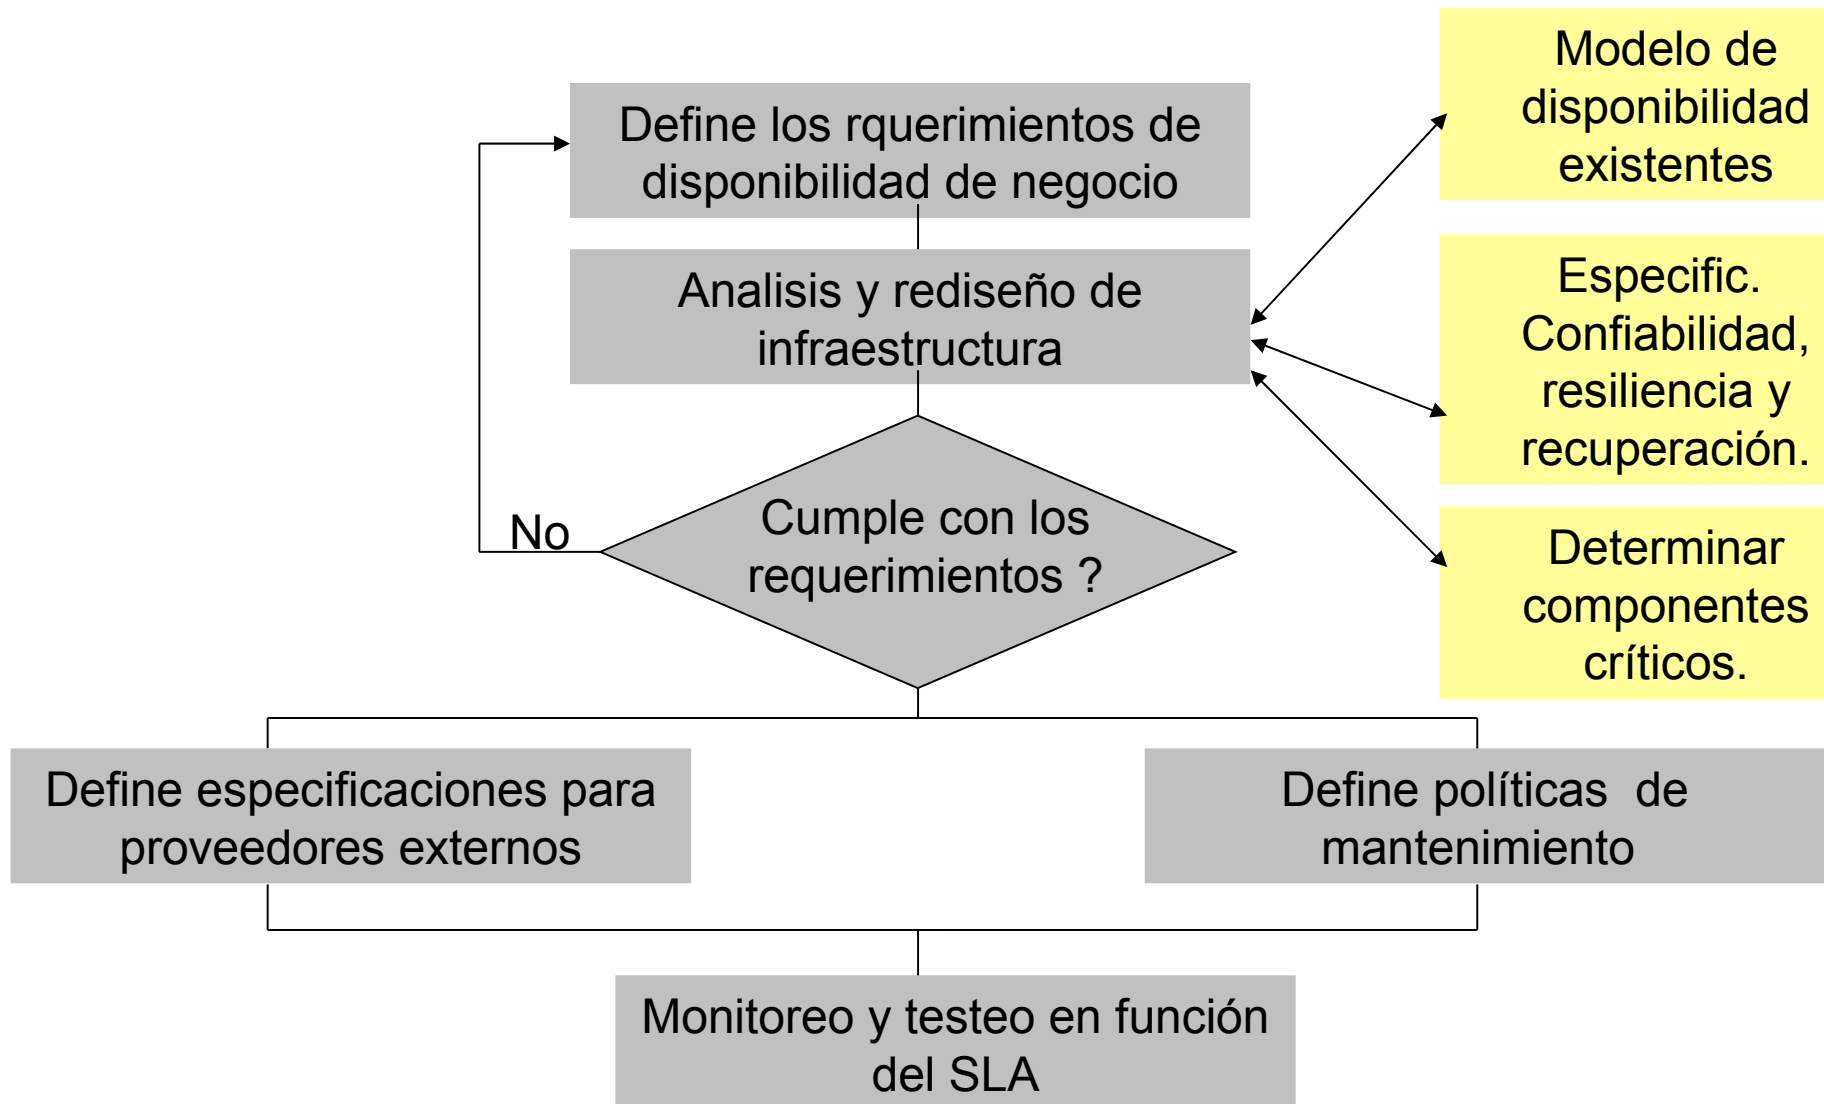 Define los rquerimientos de
disponibilidad de negocio
Modelo de
disponibilidad
existentes
Analisis y rediseño de
infraestructura
Especific.
Confiabilidad,
resiliencia y
recuperación.
No
Cumple con los
requerimientos ?
Determinar
componentes
críticos.
Define especificaciones para
proveedores externos
Define políticas  de
mantenimiento
Monitoreo y testeo en función
del SLA